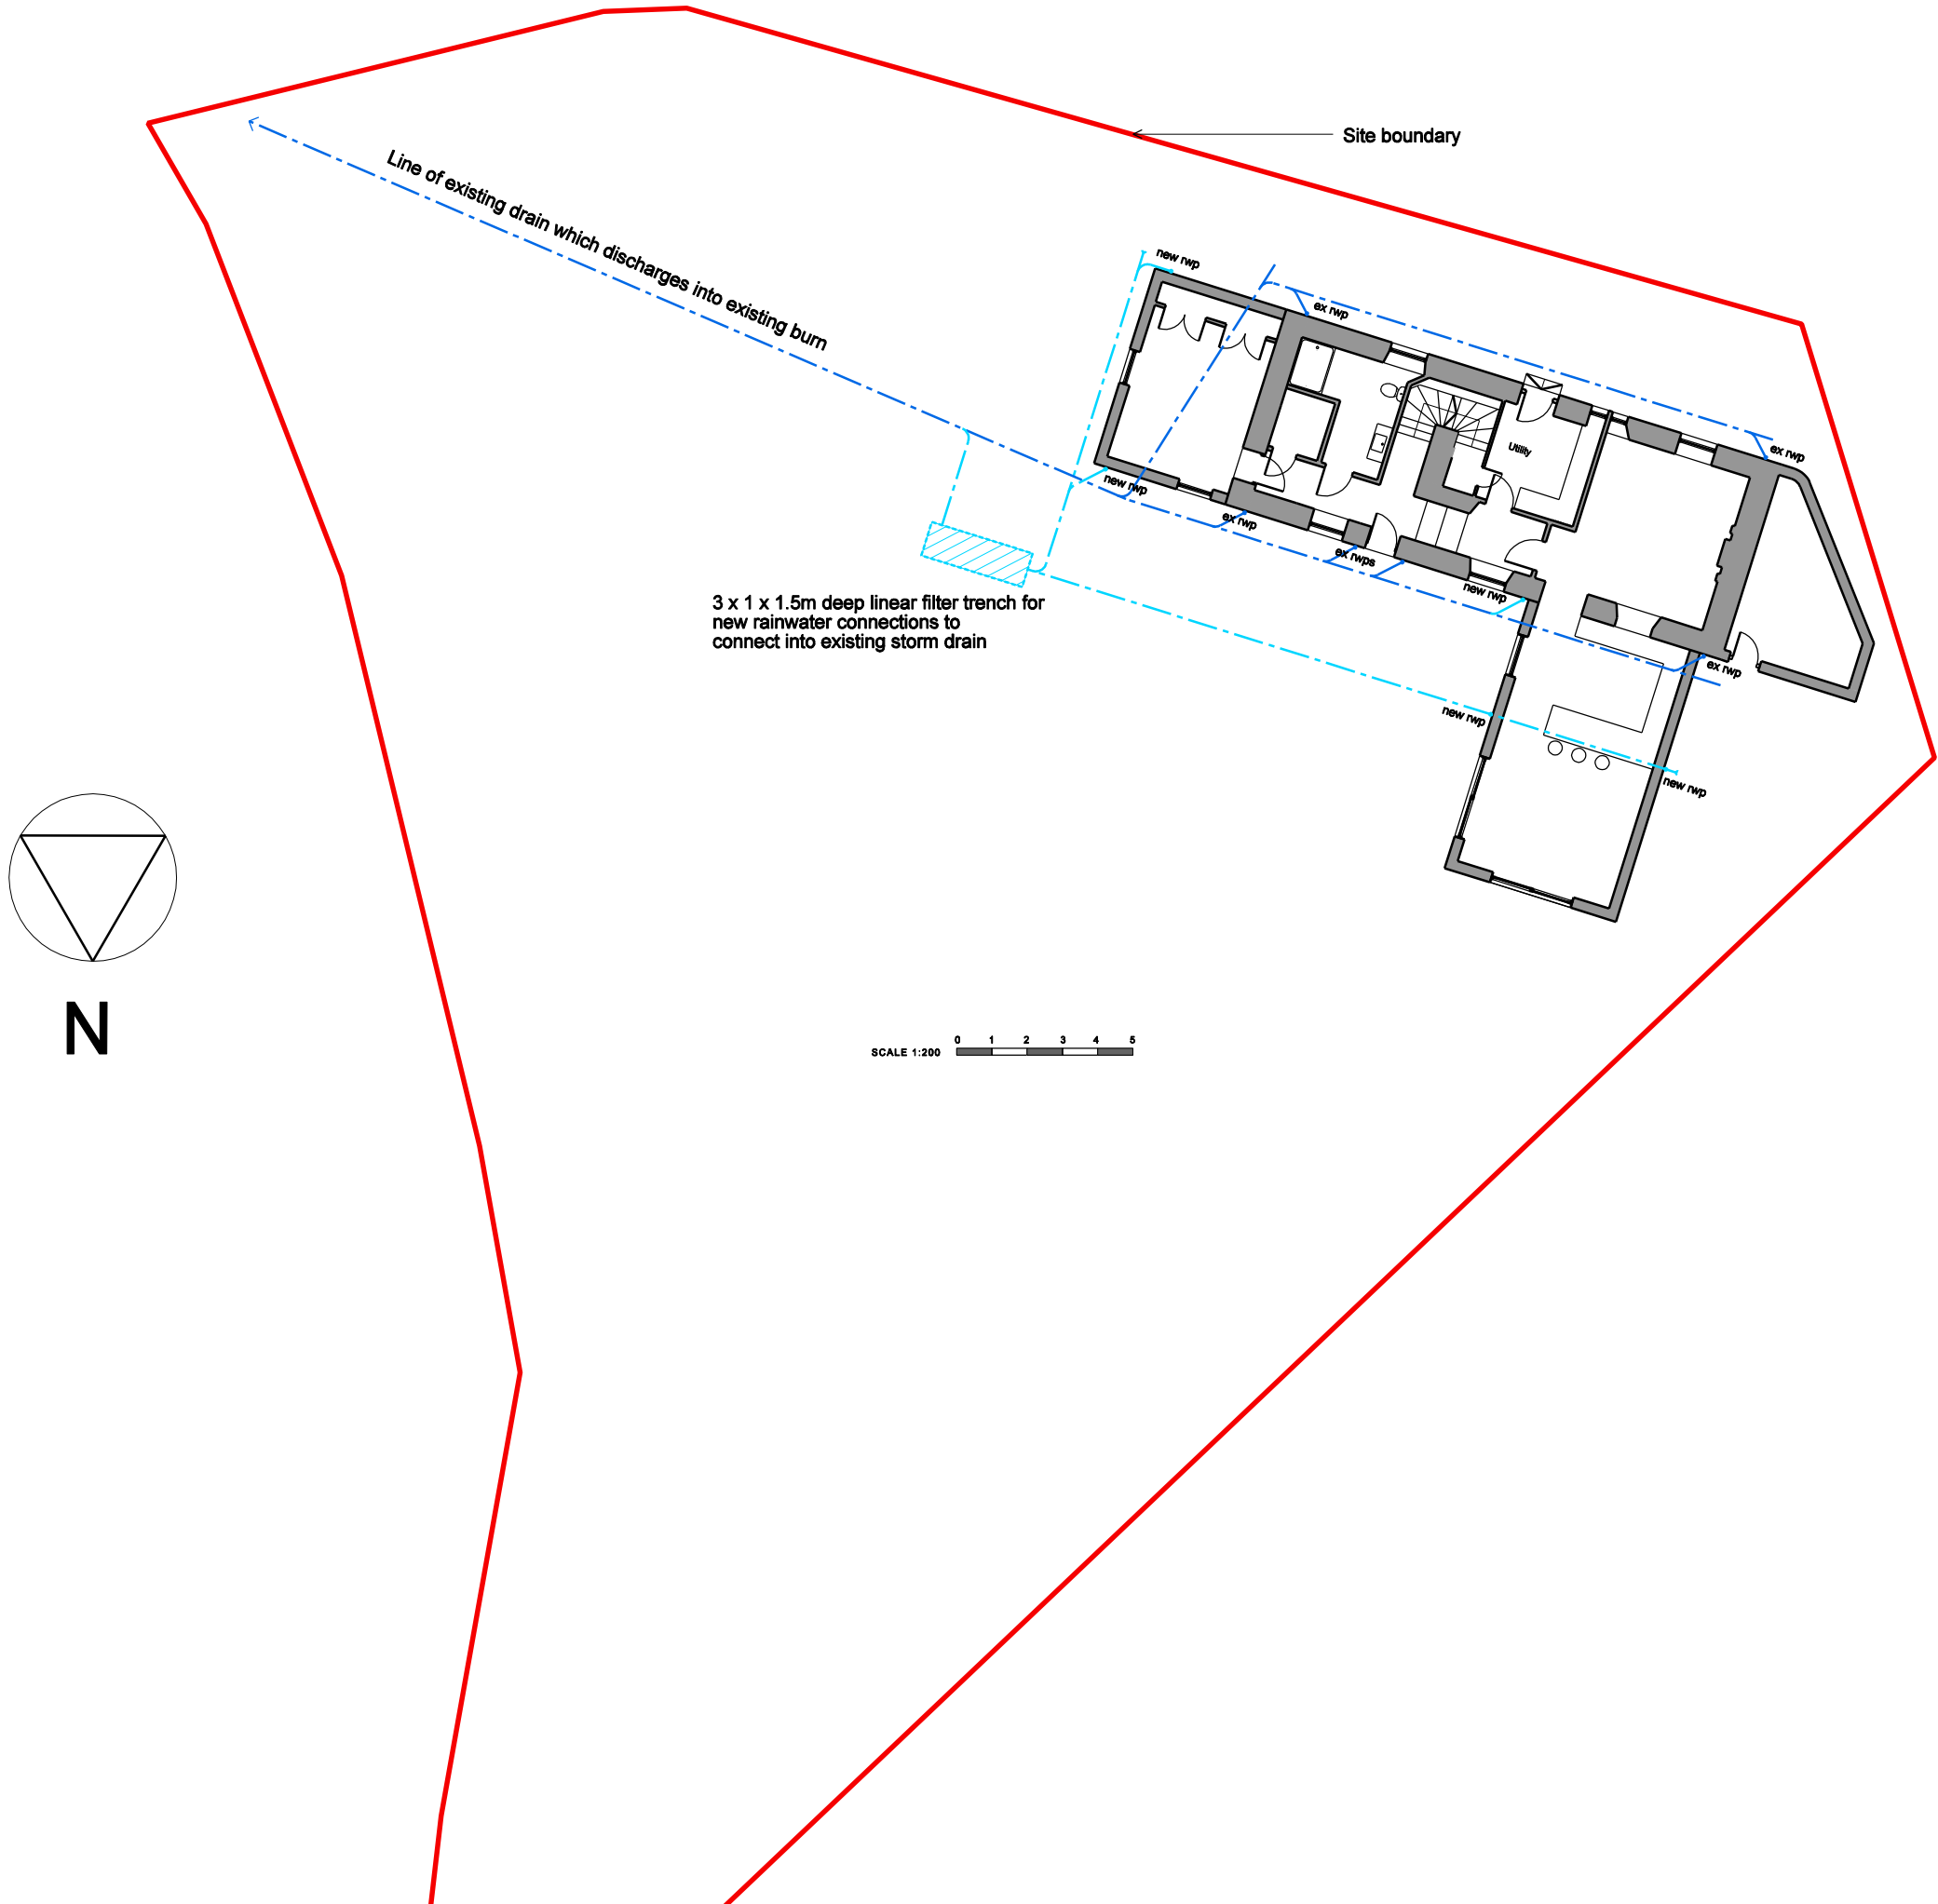 Site boundary
Line of existing drain which discharges into existing burn
new rwp
ex rwp
ex rwp
Utility
new rwp
ex rwp
ex rwps
new rwp
ex rwp
3 x 1 x 1.5m deep linear filter trench for
new rainwater connections to
connect into existing storm drain
new rwp
new rwp
N
SCALE 1:200
0 1 2 3 4 5